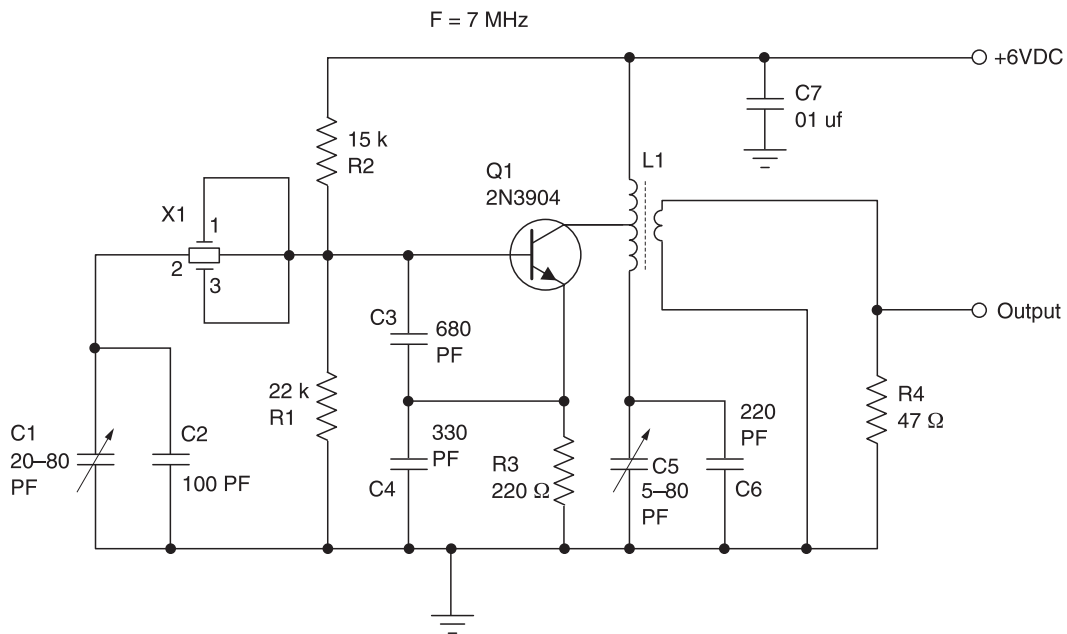 F = 7 MHz
+6VDC
C7
01 uf
15 k
R2
Q1
2N3904
L1
X1
1
2
3
C3
680
PF
Output
22 k
R1
R4
47 Ω
C1
20–80
PF
C2
100 PF
330
PF
C4
R3
220 Ω
220
PF
C5
5–80
PF
C6